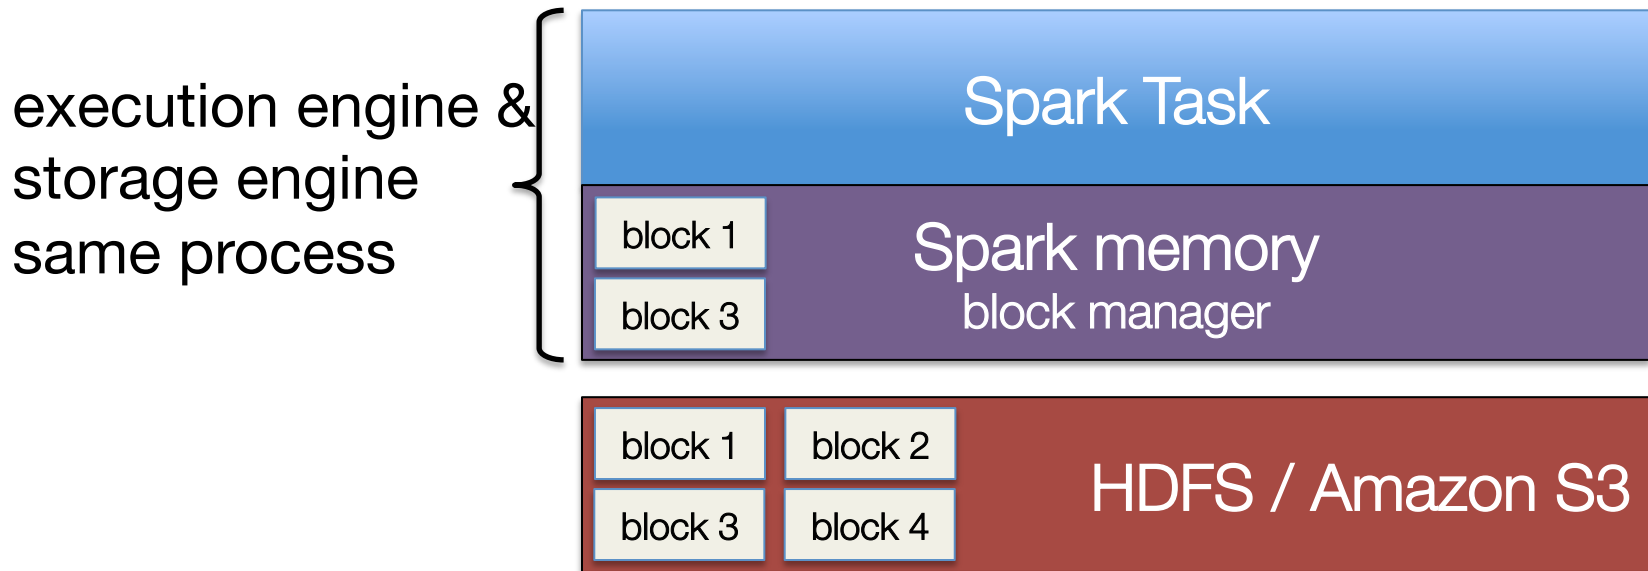 execution engine &
storage engine
same process
Spark Task
block 1
block 3
Spark memory
block manager
block 1
block 2
block 3
block 4
HDFS / Amazon S3